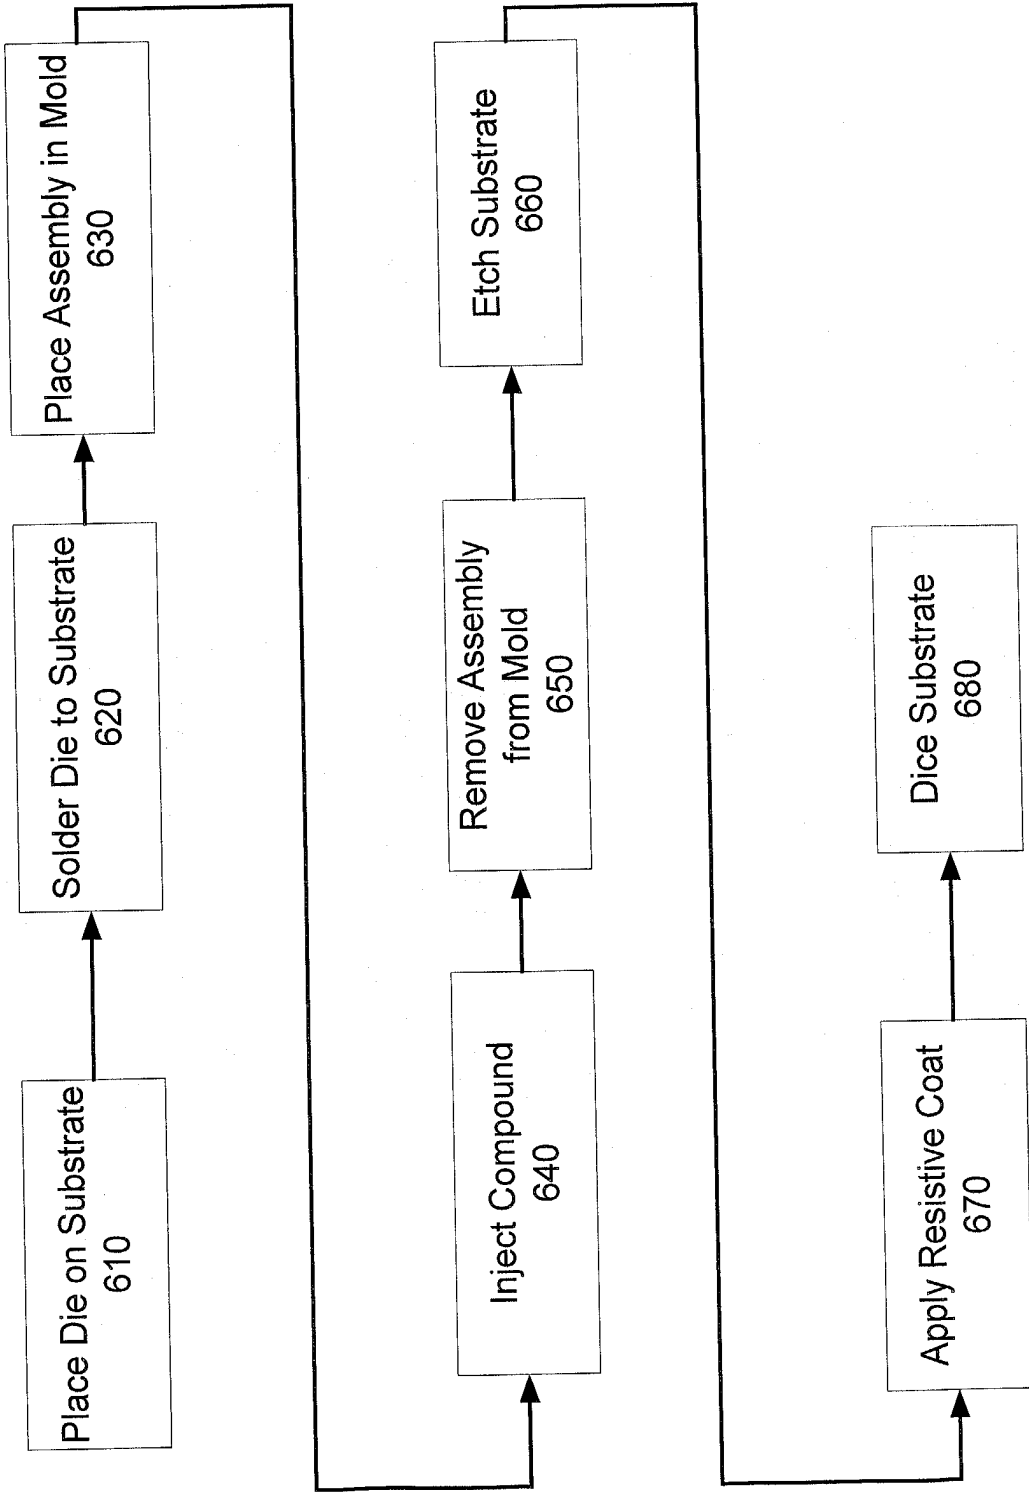 Place Die on Substrate
610
Solder Die to Substrate
620
Place Assembly in Mold
630
Inject Compound
640
Remove Assembly
from Mold
650
Etch Substrate
660
Apply Resistive Coat
670
Dice Substrate
680